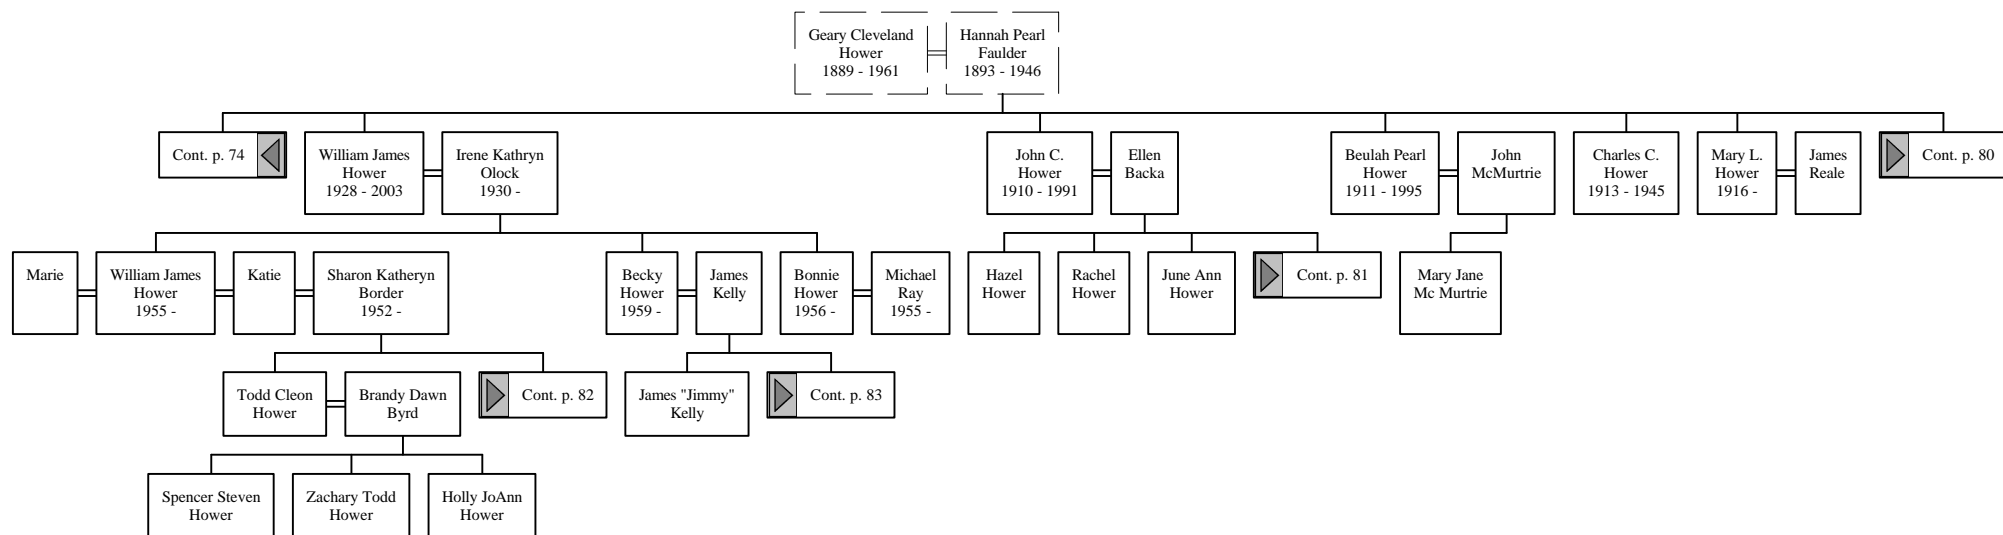 Geary Cleveland
Hower
1889 - 1961
Hannah Pearl
Faulder
1893 - 1946
Cont. p. 74
William James
Hower
1928 - 2003
Irene Kathryn
Olock
1930 -
John C.
Hower
1910 - 1991
Ellen
Backa
Beulah Pearl
Hower
1911 - 1995
John
McMurtrie
Charles C.
Hower
1913 - 1945
Mary L.
Hower
1916 -
James
Reale
Cont. p. 80
Marie
William James
Hower
1955 -
Katie
Sharon Katheryn
Border
1952 -
Becky
Hower
1959 -
James
Kelly
Bonnie
Hower
1956 -
Michael
Ray
1955 -
Hazel
Hower
Rachel
Hower
June Ann
Hower
Cont. p. 81
Mary Jane
Mc Murtrie
Todd Cleon
Hower
Brandy Dawn
Byrd
Cont. p. 82
James "Jimmy"
Kelly
Cont. p. 83
Spencer Steven
Hower
Zachary Todd
Hower
Holly JoAnn
Hower